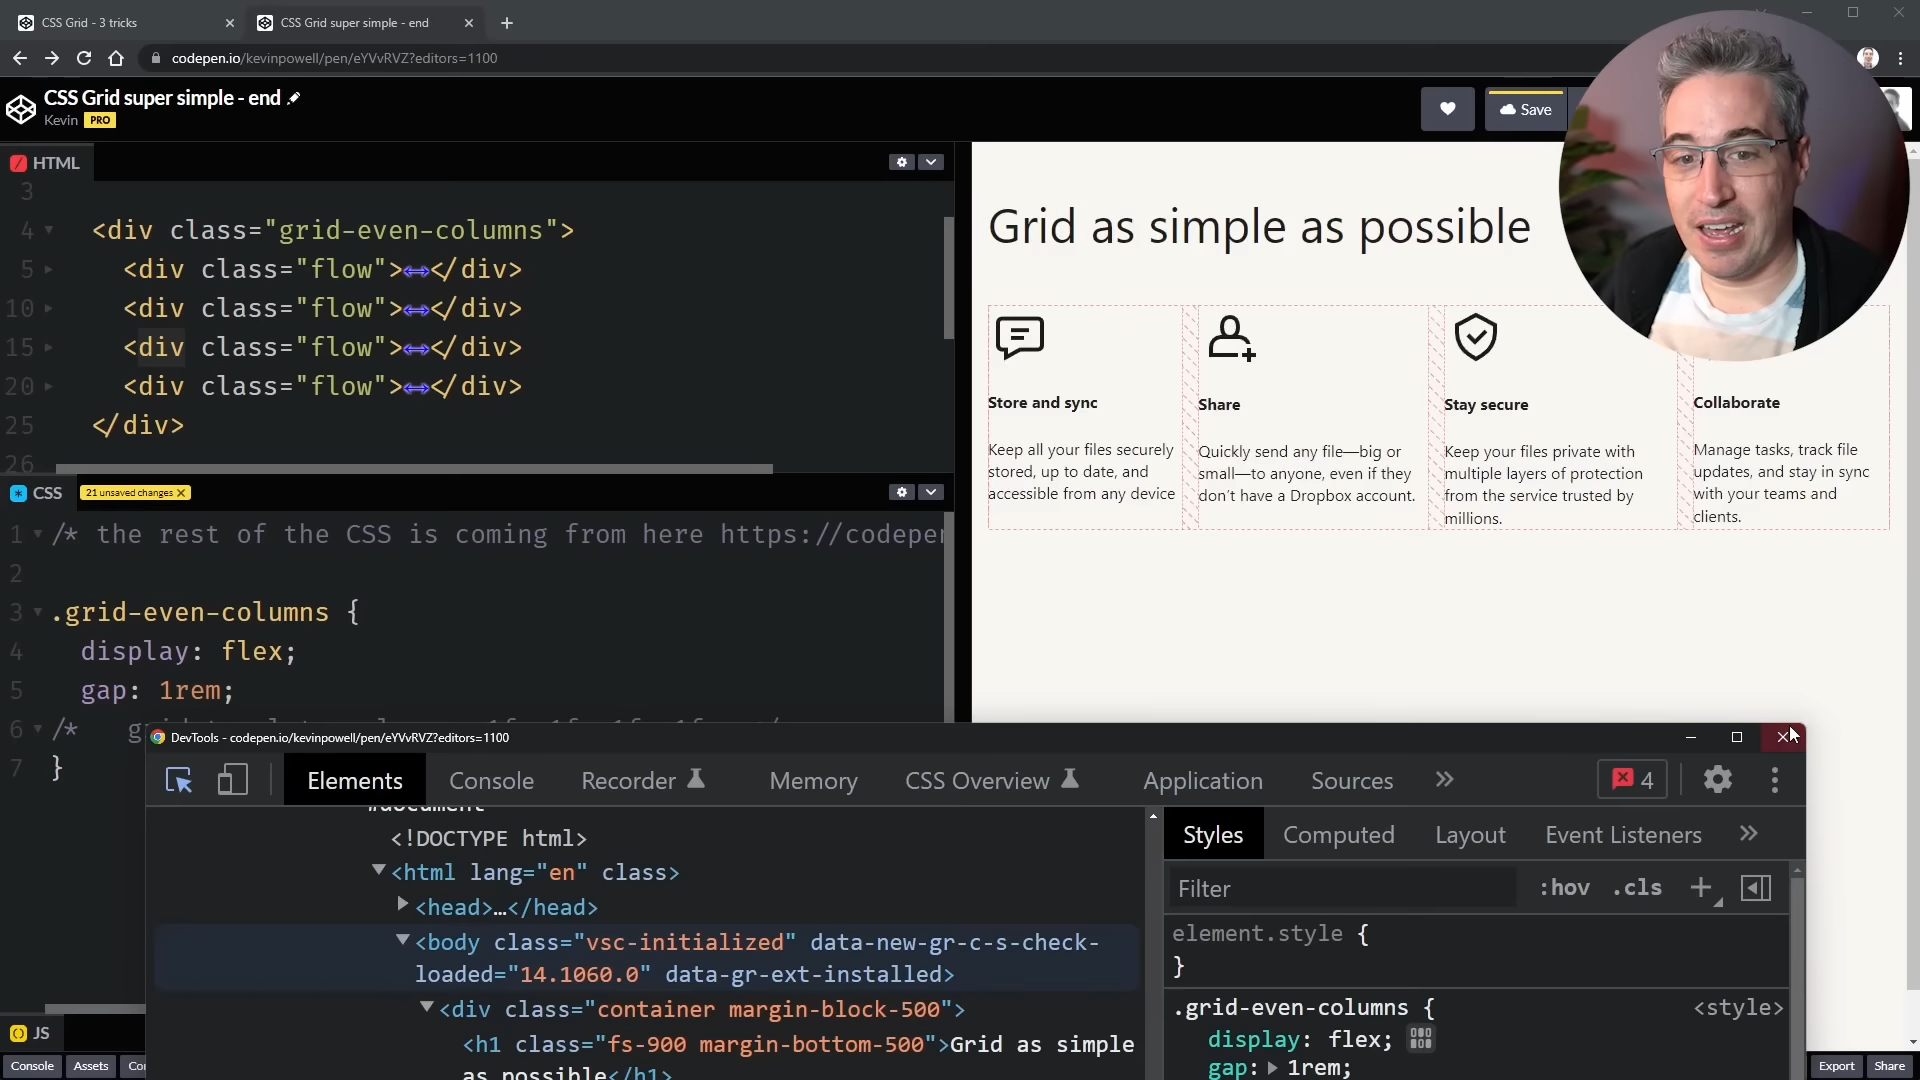 CSS Grid - 3 tricks
CSS Grid super simple - end
codepen.io/kevinpowell/pen/eYVvRVZ?editors=1100
CSS Grid super simple - end
Kevin PRO
Save
HTML
3
4 <div class="grid-even-columns">
5 <div class="flow"></div>
10 <div class="flow"></div>
15 <div class="flow"></div>
20 <div class="flow"></div>
25 </div>
26
CSS 21 unsaved changes X
1 /* the rest of the CSS is coming from here https://codepen
2
3 .grid-even-columns {
4 display: flex;
5 gap: 1rem;
6 /*
7 }
JS
Console Assets
Grid as simple as possible
Store and sync
Keep all your files securely
stored, up to date, and
accessible from any device
Share
Quickly send any file—big or
small—to anyone, even if they
don't have a Dropbox account.
Stay secure
Keep your files private with
multiple layers of protection
from the service trusted by
millions.
Collaborate
Manage tasks, track file
updates, and stay in sync
with your teams and
clients.
DevTools - codepen.io/kevinpowell/pen/eYVvRVZ?editors=1100
Elements Console Recorder Memory CSS Overview Application Sources » 4
#document
<!DOCTYPE html>
<html lang="en" class>
<head>…</head>
<body class="vsc-initialized" data-new-gr-c-s-check-
loaded="14.1060.0" data-gr-ext-installed>
<div class="container margin-block-500">
<h1 class="fs-900 margin-bottom-500">Grid as simple
as possible</h1>
Styles Computed Layout Event Listeners »
Filter :hov .cls +
element.style {
}
.grid-even-columns { <style>
display: flex;
gap: 1rem;
Export Share